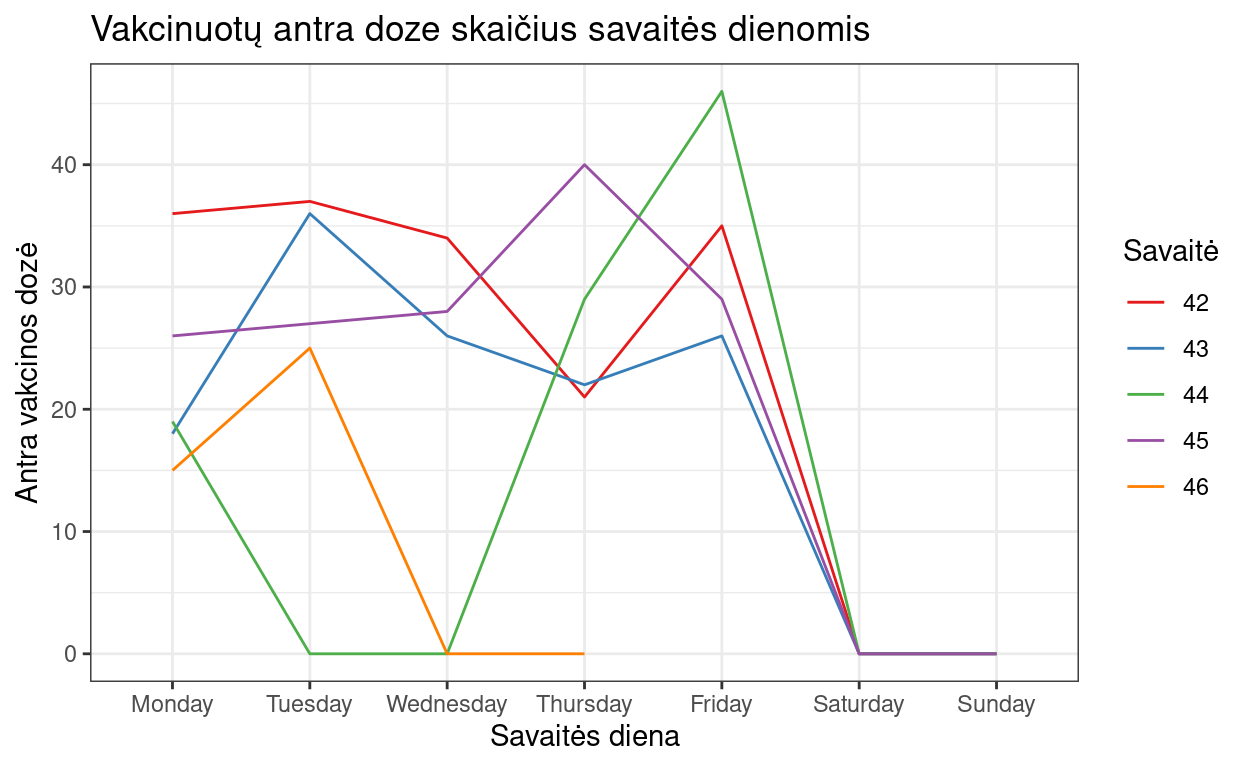 Vakcinuotų antra doze skaičius savaitės dienomis
Antra vakcinos dozė
40
30
20
10
0
Monday Tuesday Wednesday Thursday Friday Saturday Sunday
Savaitės diena
Savaitė
42
43
44
45
46